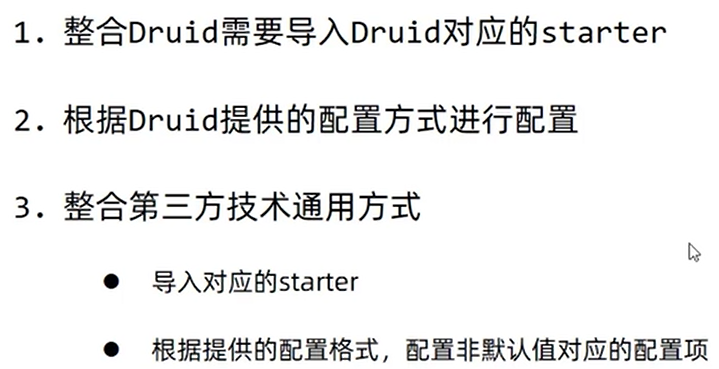 1. 整合Druid需要导入Druid对应的starter
2. 根据Druid提供的配置方式进行配置
3. 整合第三方技术通用方式
● 导入对应的starter
● 根据提供的配置格式，配置非默认值对应的配置项